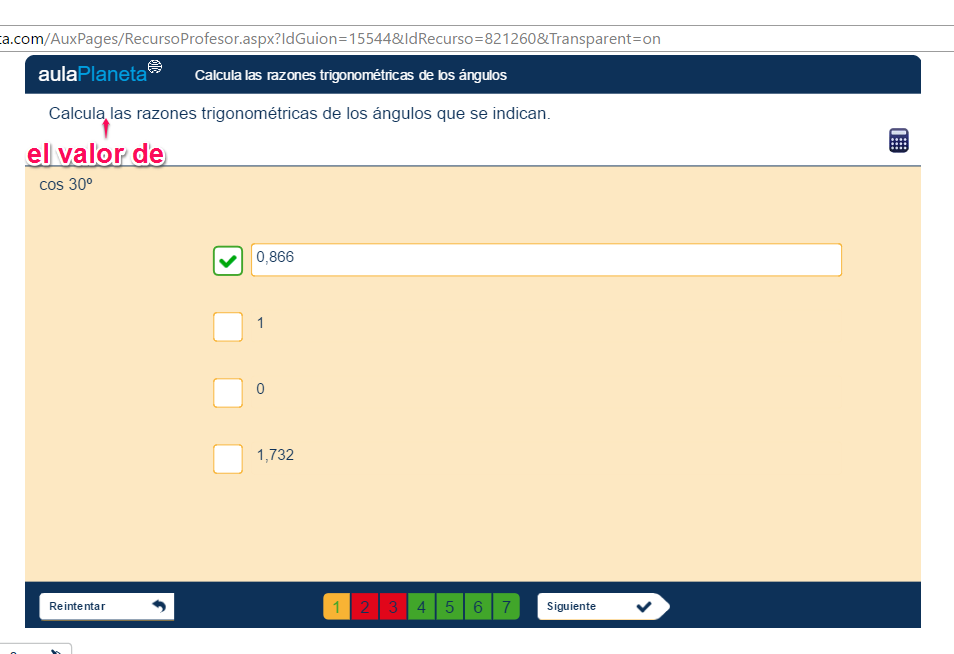 ta.com/AuxPages/RecursoProfesor.aspx?IdGuion=15544&IdRecurso=821260&Transparent=on
aulaPlaneta Calcula las razones trigonométricas de los ángulos
Calcula las razones trigonométricas de los ángulos que se indican.
el valor de
cos 30º
0,866
1
0
1,732
Reintentar 1 2 3 4 5 6 7 Siguiente